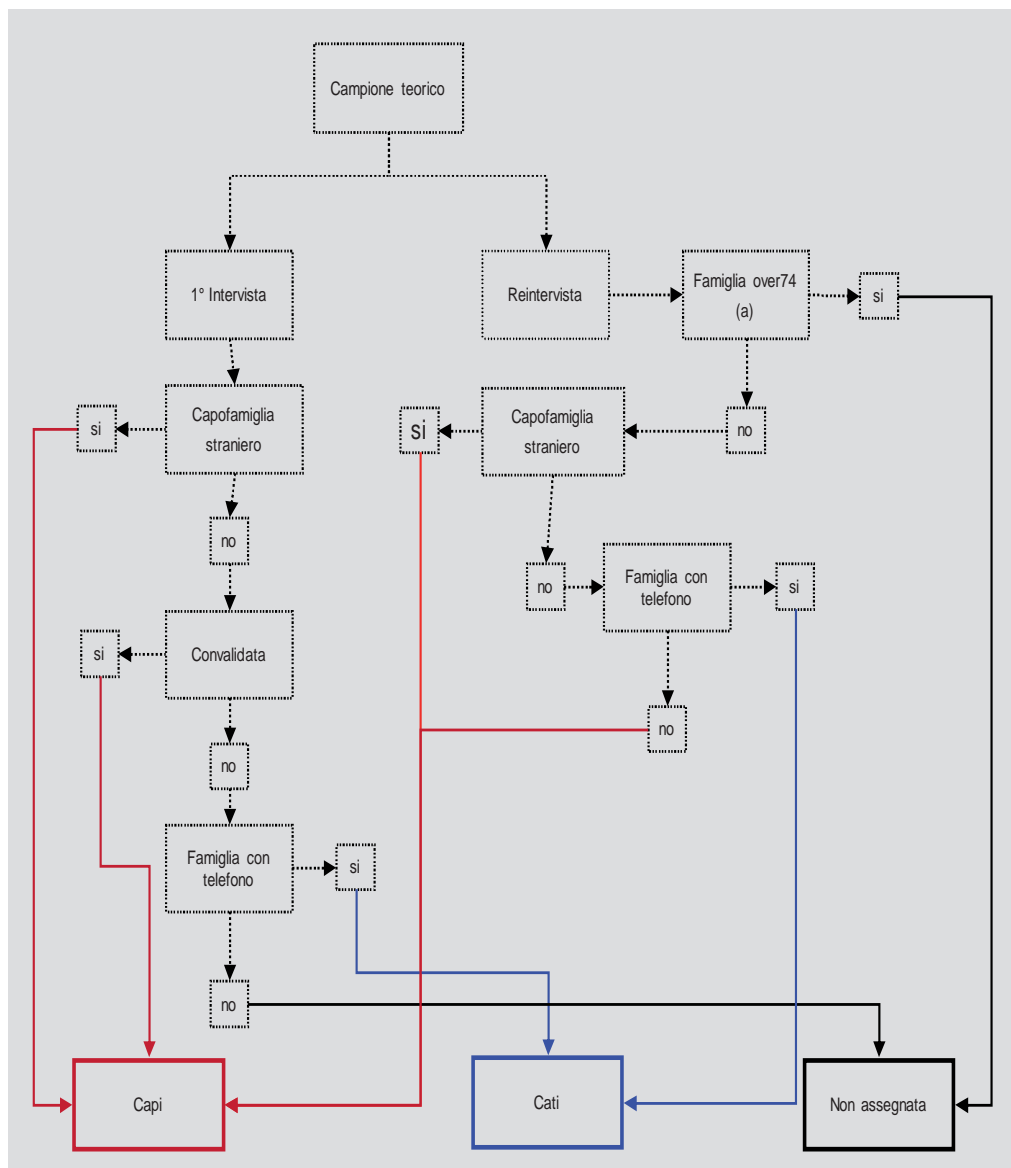 Campione teorico
1° Intervista
Reintervista
Famiglia over74
(a)
si
si
Capofamiglia
straniero
si
Capofamiglia
straniero
no
no
no
Famiglia con
telefono
si
si
Convalidata
no
no
Famiglia con
telefono
si
no
Capi
Cati
Non assegnata